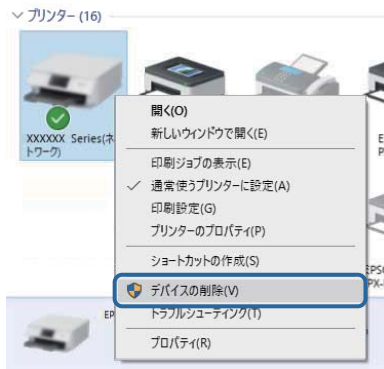 プリンター (16)
XXXXXX Series(ネ
トワーク)
開く(O)
新しいウィンドウで開く(E)
印刷ジョブの表示(E)
通常使うプリンターに設定(A)
印刷設定(G)
プリンターのプロパティ(P)
ショートカットの作成(S)
デバイスの削除(V)
トラブルシューティング(T)
プロパティ(R)
E
P
EPSO
PX-
EP